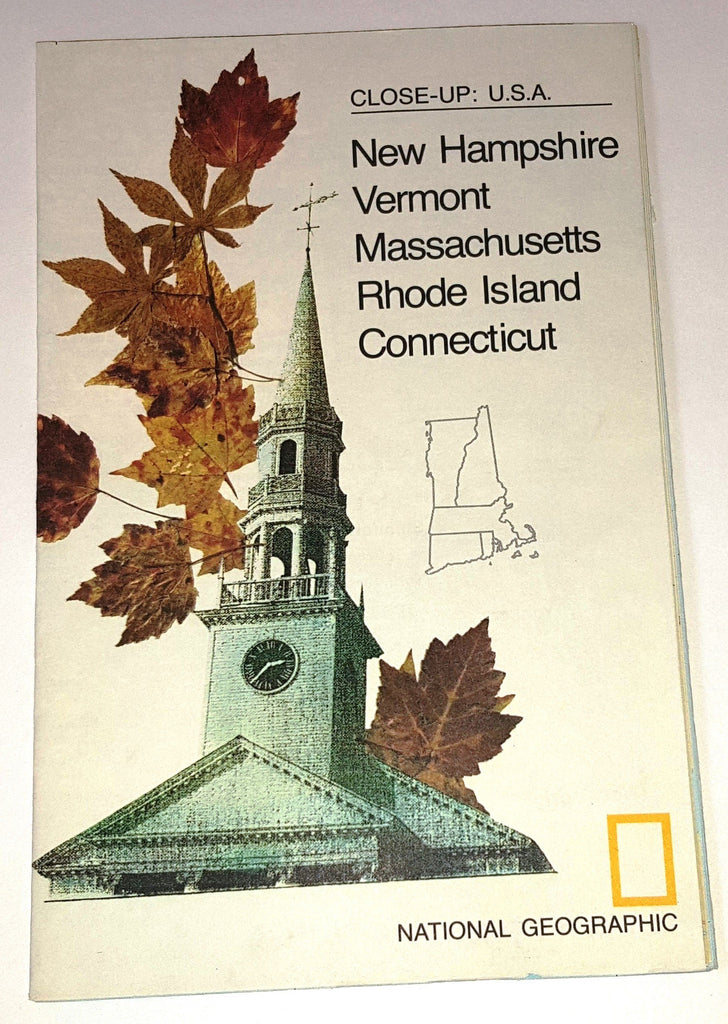 CLOSE-UP: U.S.A.
New Hampshire
Vermont
Massachusetts
Rhode Island
Connecticut
NATIONAL GEOGRAPHIC